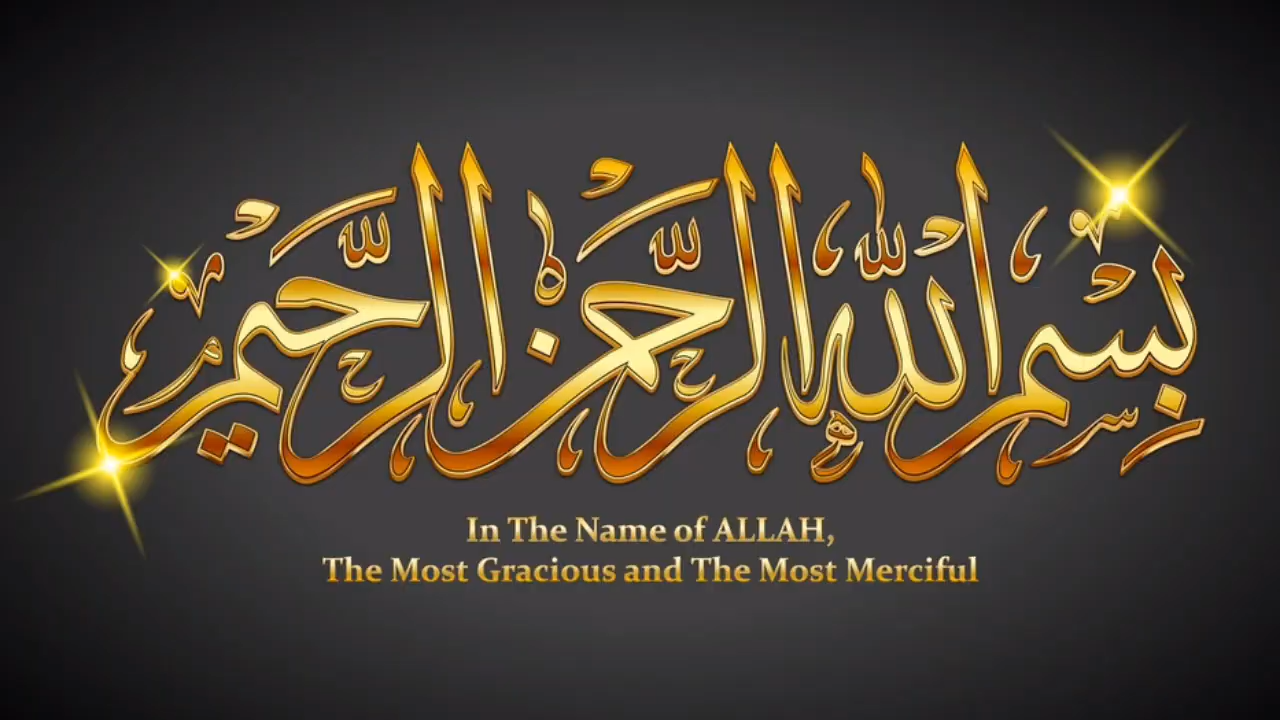 بسم الله الرحمن الرحيم
In The Name of ALLAH,
The Most Gracious and The Most Merciful